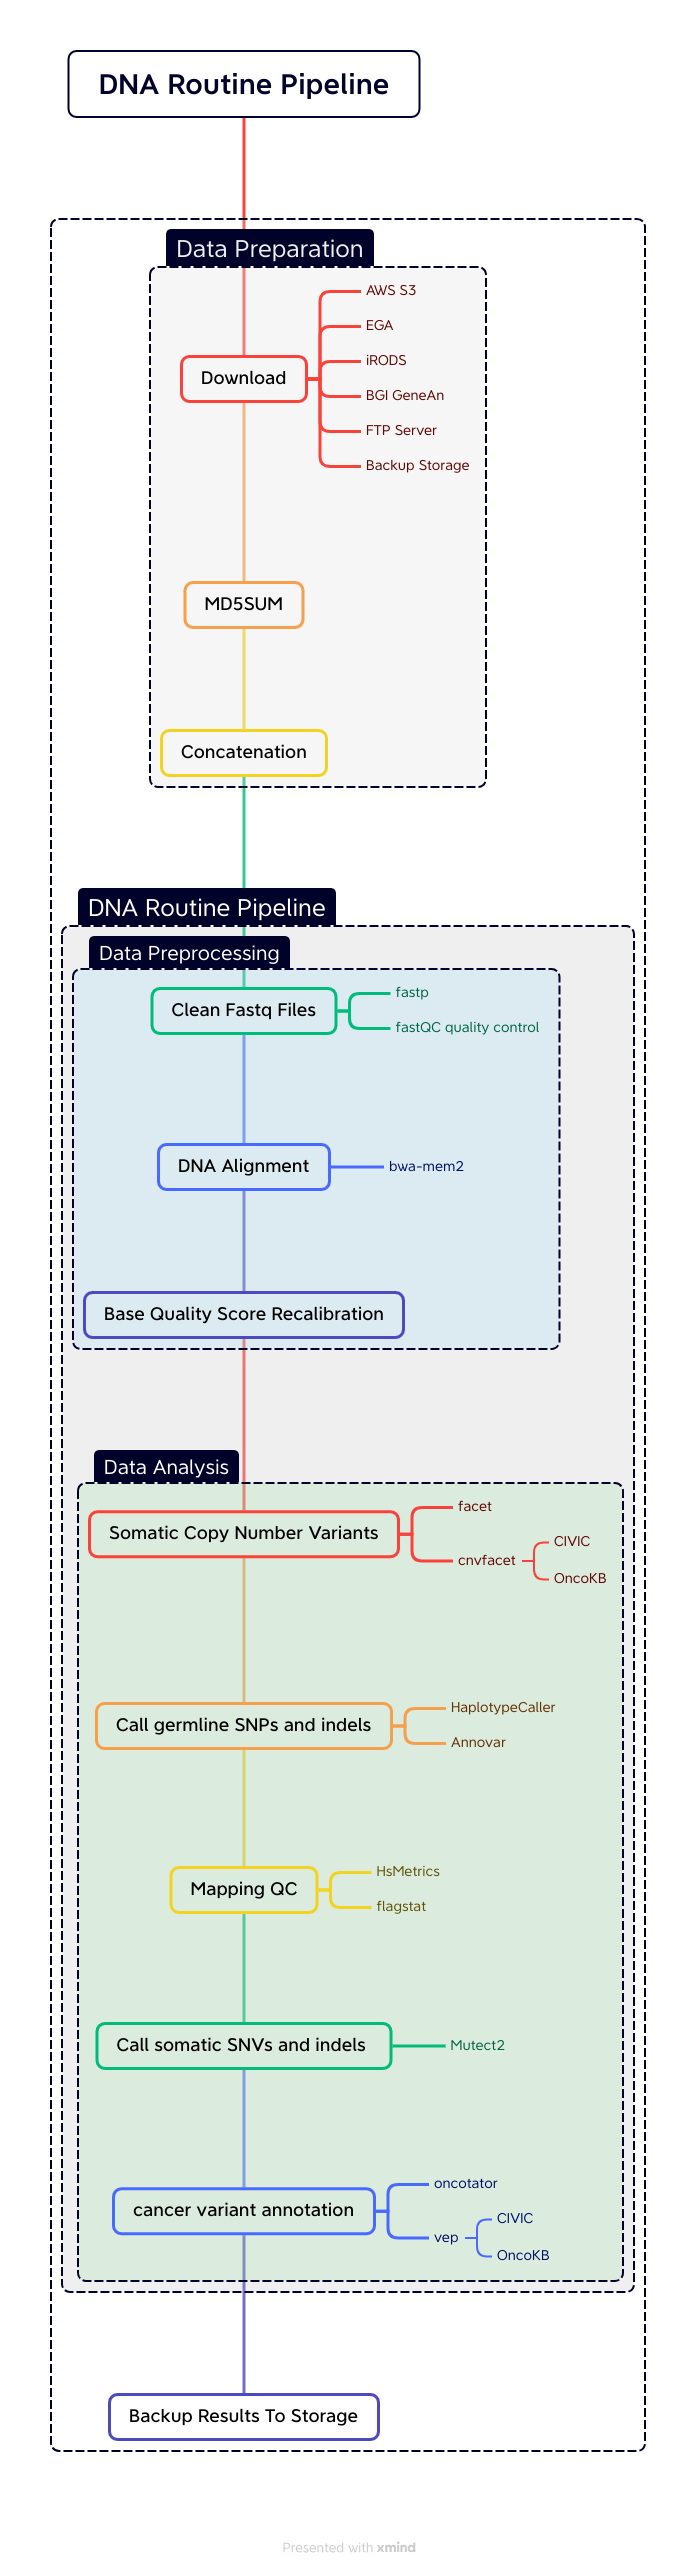 DNA Routine Pipeline
Data Preparation
AWS S3
EGA
iRODS
Download
BGI GeneAn
FTP Server
Backup Storage
MD5SUM
Concatenation
DNA Routine Pipeline
Data Preprocessing
fastp
Clean Fastq Files
fastQC quality control
DNA Alignment
bwa-mem2
Base Quality Score Recalibration
Data Analysis
facet
Somatic Copy Number Variants
CIVIC
cnvfacet
OncoKB
HaplotypeCaller
Call germline SNPs and indels
Annovar
HsMetrics
Mapping QC
flagstat
Call somatic SNVs and indels
Mutect2
oncotator
cancer variant annotation
CIVIC
vep
OncoKB
Backup Results To Storage
Presented with xmind